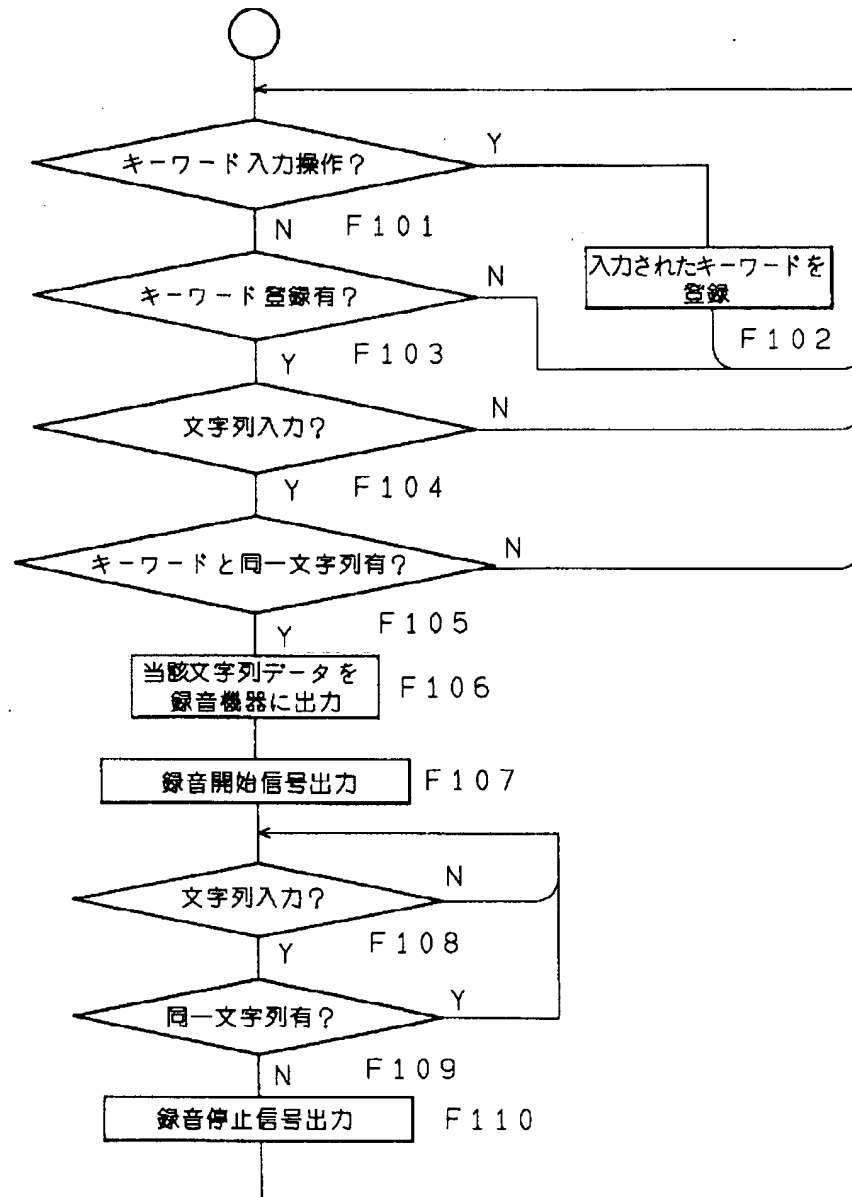 キーワード入力操作?
Y
N
F101
入力されたキーワードを
登録
F102
キーワード登録有?
N
Y
F103
文字列入力?
N
Y
F104
キーワードと同一文字列有?
N
Y
F105
当該文字列データを
録音機器に出力
F106
録音開始信号出力
F107
文字列入力?
N
Y
F108
同一文字列有?
Y
N
F109
録音停止信号出力
F110